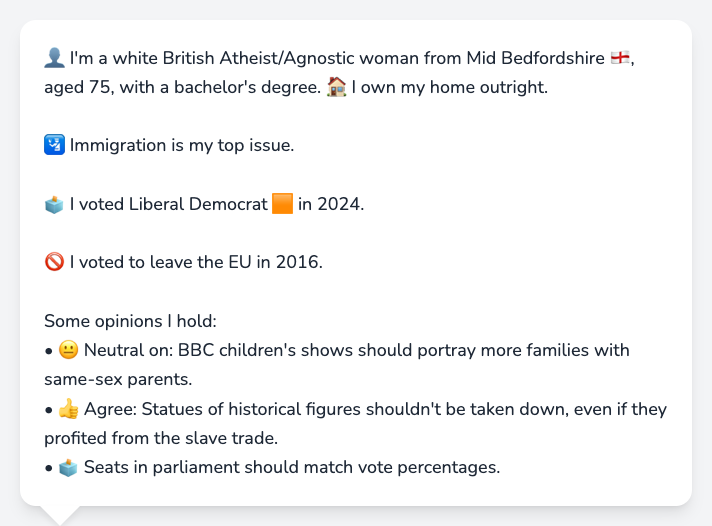 👤 I'm a white British Atheist/Agnostic woman from Mid Bedfordshire 🏴󠁧󠁢󠁥󠁮󠁧󠁿,
aged 75, with a bachelor's degree. 🏠 I own my home outright.
🛂 Immigration is my top issue.
🗳️ I voted Liberal Democrat 🟧 in 2024.
🚫 I voted to leave the EU in 2016.
Some opinions I hold:
• 😐 Neutral on: BBC children's shows should portray more families with
same-sex parents.
• 👍 Agree: Statues of historical figures shouldn't be taken down, even if they
profited from the slave trade.
• 🗳️ Seats in parliament should match vote percentages.